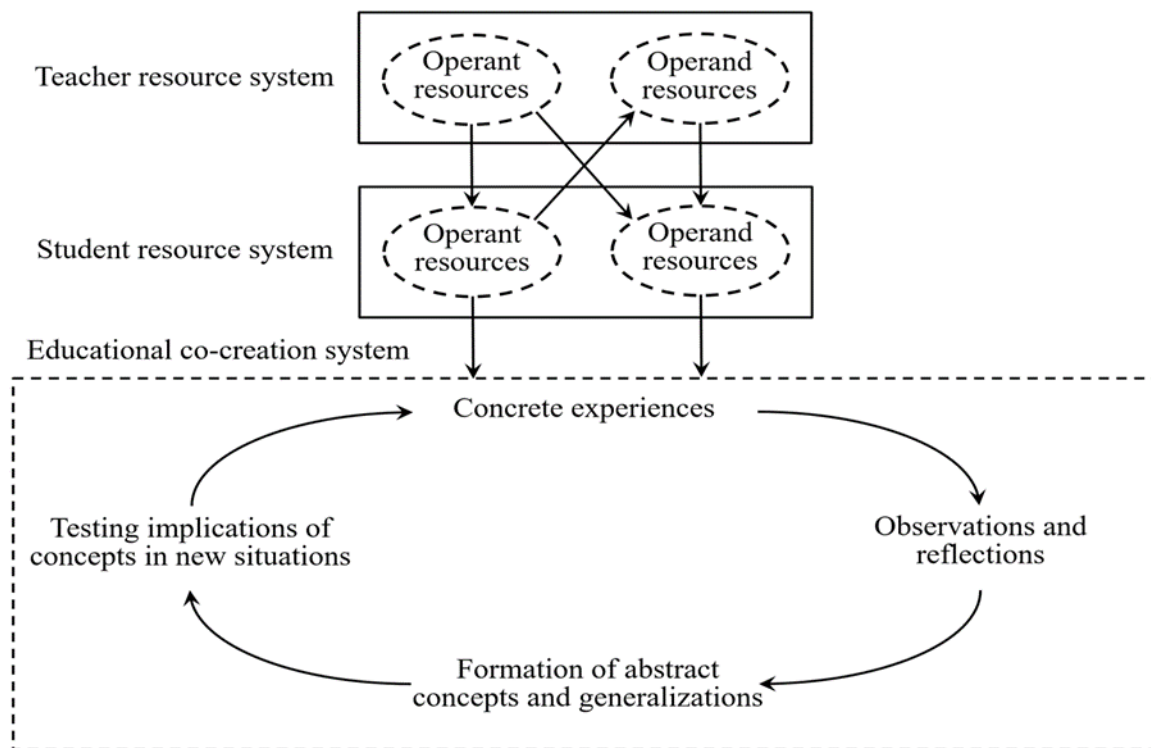 Teacher resource system
Operant
resources
Operand
resources
Student resource system
Operant
resources
Operand
resources
Educational co-creation system
Concrete experiences
Testing implications of
concepts in new situations
Observations and
reflections
Formation of abstract
concepts and generalizations